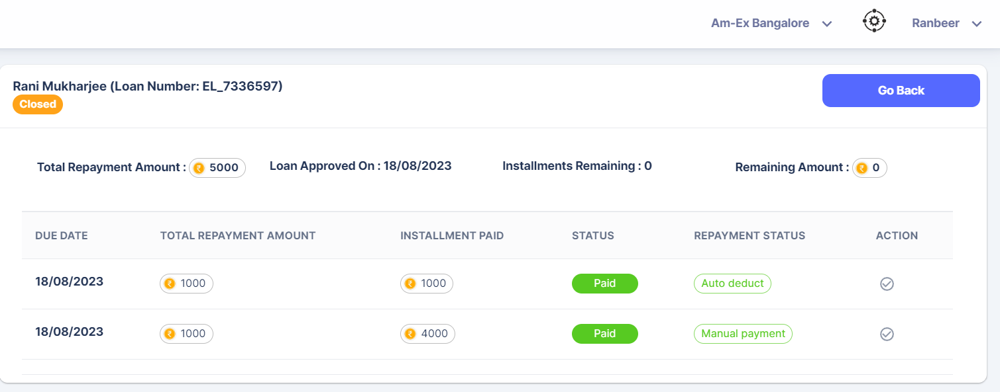 Am-Ex Bangalore
Ranbeer
Rani Mukharjee (Loan Number: EL_7336597)
Closed
Go Back
Total Repayment Amount : ₹ 5000
Loan Approved On : 18/08/2023
Installments Remaining : 0
Remaining Amount : ₹ 0
DUE DATE TOTAL REPAYMENT AMOUNT INSTALLMENT PAID STATUS REPAYMENT STATUS ACTION
18/08/2023 ₹ 1000 ₹ 1000 Paid Auto deduct
18/08/2023 ₹ 1000 ₹ 4000 Paid Manual payment